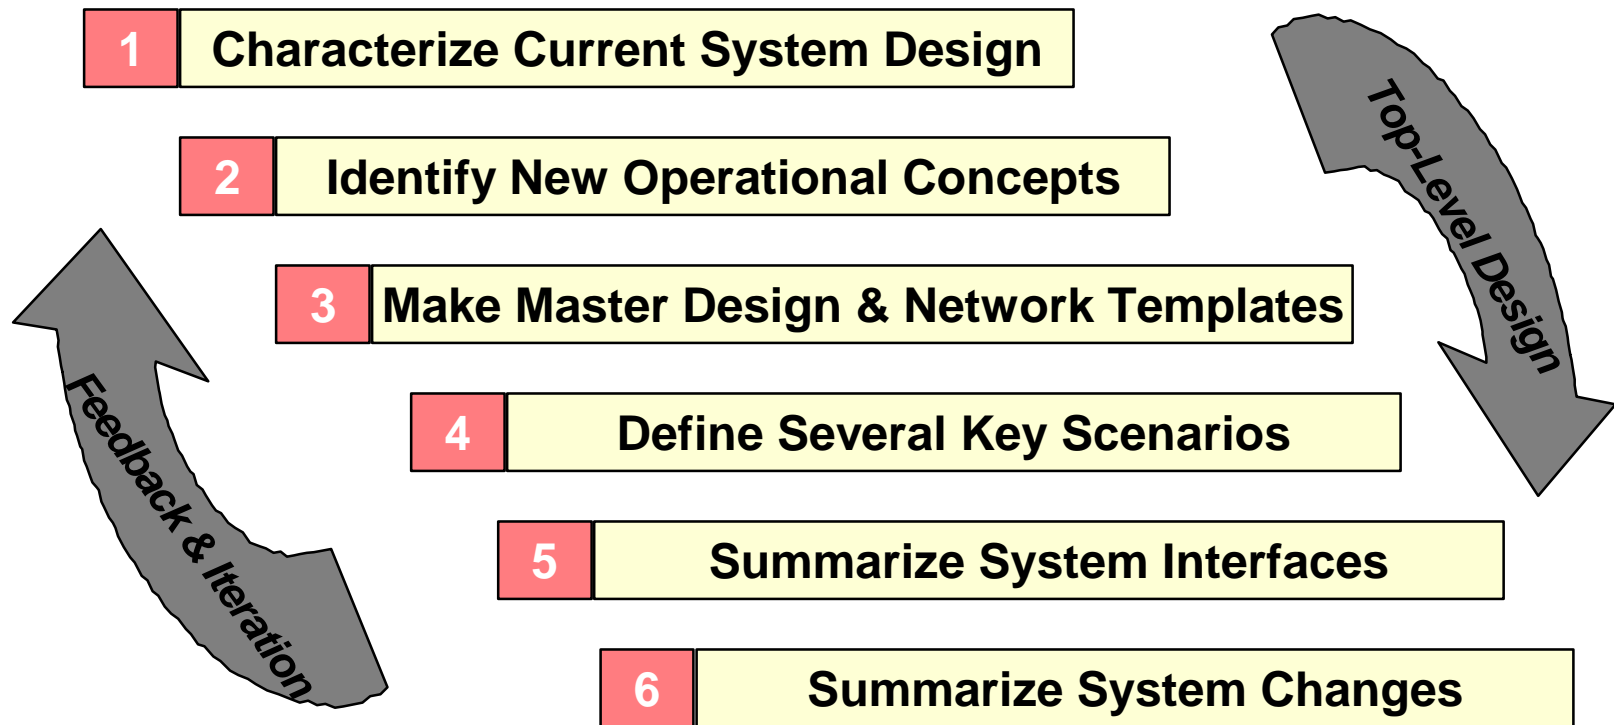 1 Characterize Current System Design
2 Identify New Operational Concepts
3 Make Master Design & Network Templates
4 Define Several Key Scenarios
5 Summarize System Interfaces
6 Summarize System Changes
Top-Level Design
Feedback & Iteration